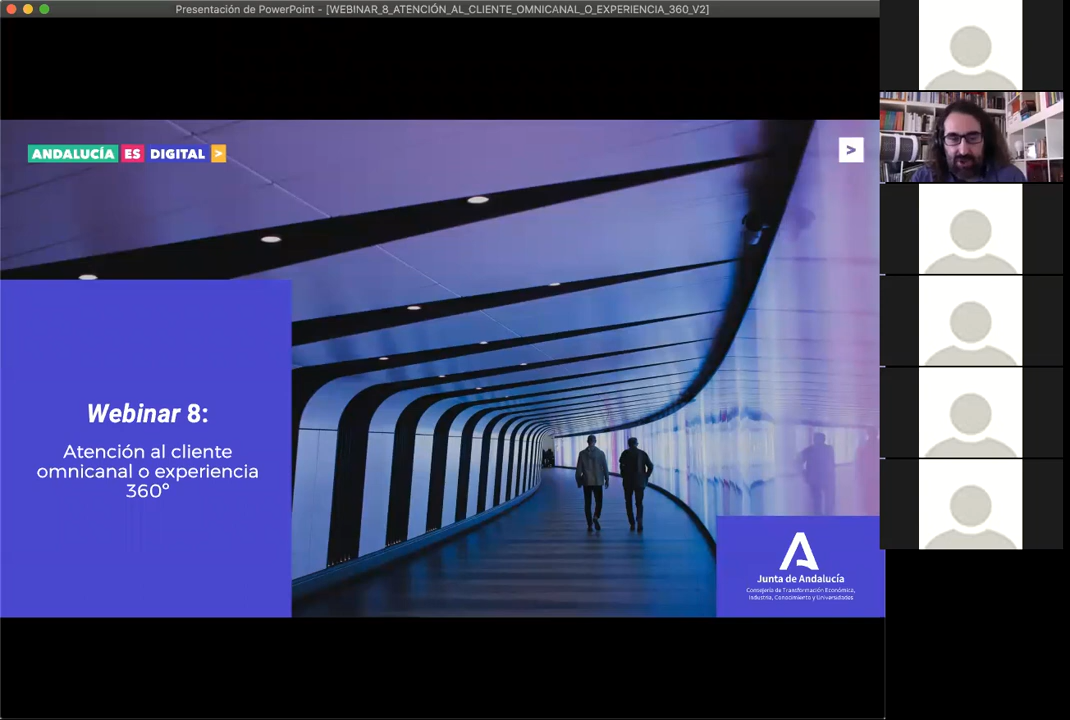 Presentación de PowerPoint - [WEBINAR_8_ATENCIÓN_AL_CLIENTE_OMNICANAL_O_EXPERIENCIA_360_V2]
ANDALUCÍA ES DIGITAL >
>
Webinar 8:
Atención al cliente
omnicanal o experiencia
360º
Junta de Andalucía
Consejería de Transformación Económica,
Industria, Conocimiento y Universidades